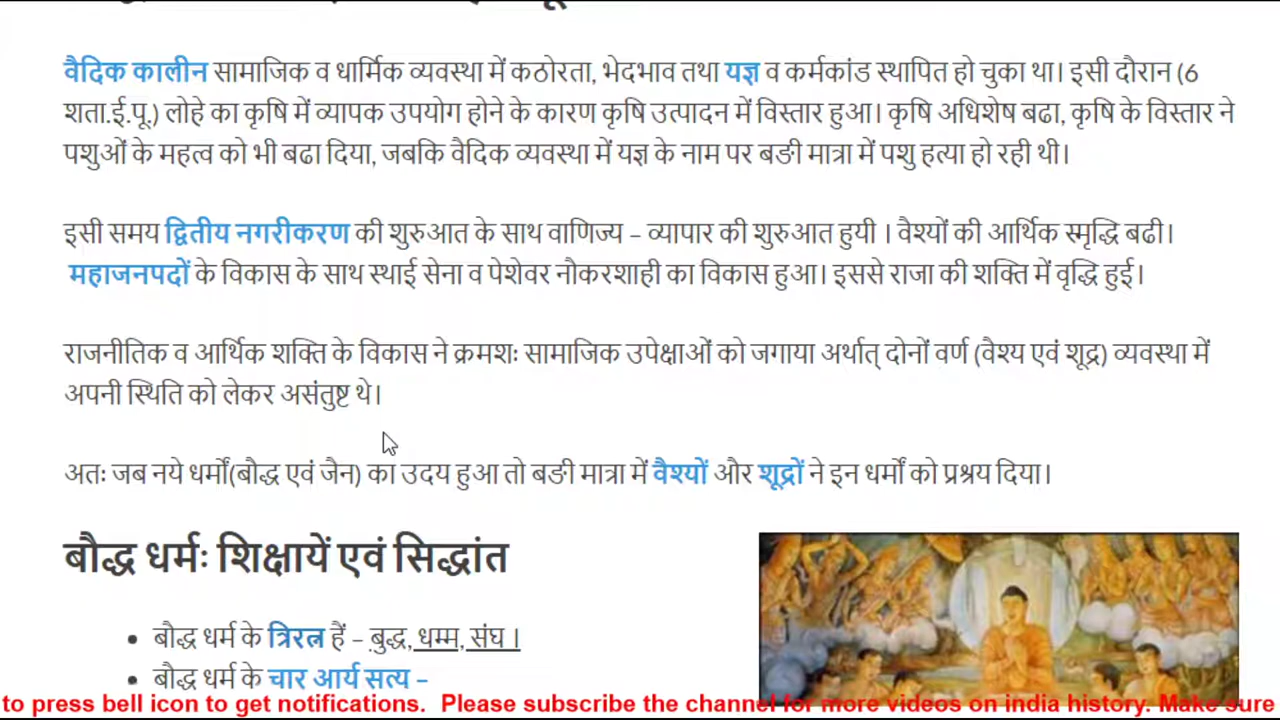 वैदिक कालीन सामाजिक व धार्मिक व्यवस्था में कठोरता, भेदभाव तथा यज्ञ व कर्मकांड स्थापित हो चुका था। इसी दौरान (6
शता.ई.पू.) लोहे का कृषि में व्यापक उपयोग होने के कारण कृषि उत्पादन में विस्तार हुआ। कृषि अधिशेष बढा, कृषि के विस्तार ने
पशुओं के महत्व को भी बढा दिया, जबकि वैदिक व्यवस्था में यज्ञ के नाम पर बङी मात्रा में पशु हत्या हो रही थी।
इसी समय द्वितीय नगरीकरण की शुरुआत के साथ वाणिज्य – व्यापार की शुरुआत हुयी । वैश्यों की आर्थिक स्मृद्धि बढी।
महाजनपदों के विकास के साथ स्थाई सेना व पेशेवर नौकरशाही का विकास हुआ। इससे राजा की शक्ति में वृद्धि हुई।
राजनीतिक व आर्थिक शक्ति के विकास ने क्रमशः सामाजिक उपेक्षाओं को जगाया अर्थात् दोनों वर्ण (वैश्य एवं शूद्र) व्यवस्था में
अपनी स्थिति को लेकर असंतुष्ट थे।
अतः जब नये धर्मों(बौद्ध एवं जैन) का उदय हुआ तो बङी मात्रा में वैश्यों और शूद्रों ने इन धर्मों को प्रश्रय दिया।
बौद्ध धर्मः शिक्षायें एवं सिद्धांत
• बौद्ध धर्म के त्रिरत्न हैं – बुद्ध, धम्म, संघ ।
• बौद्ध धर्म के चार आर्य सत्य –
to press bell icon to get notifications. Please subscribe the channel for more videos on india history. Make sure